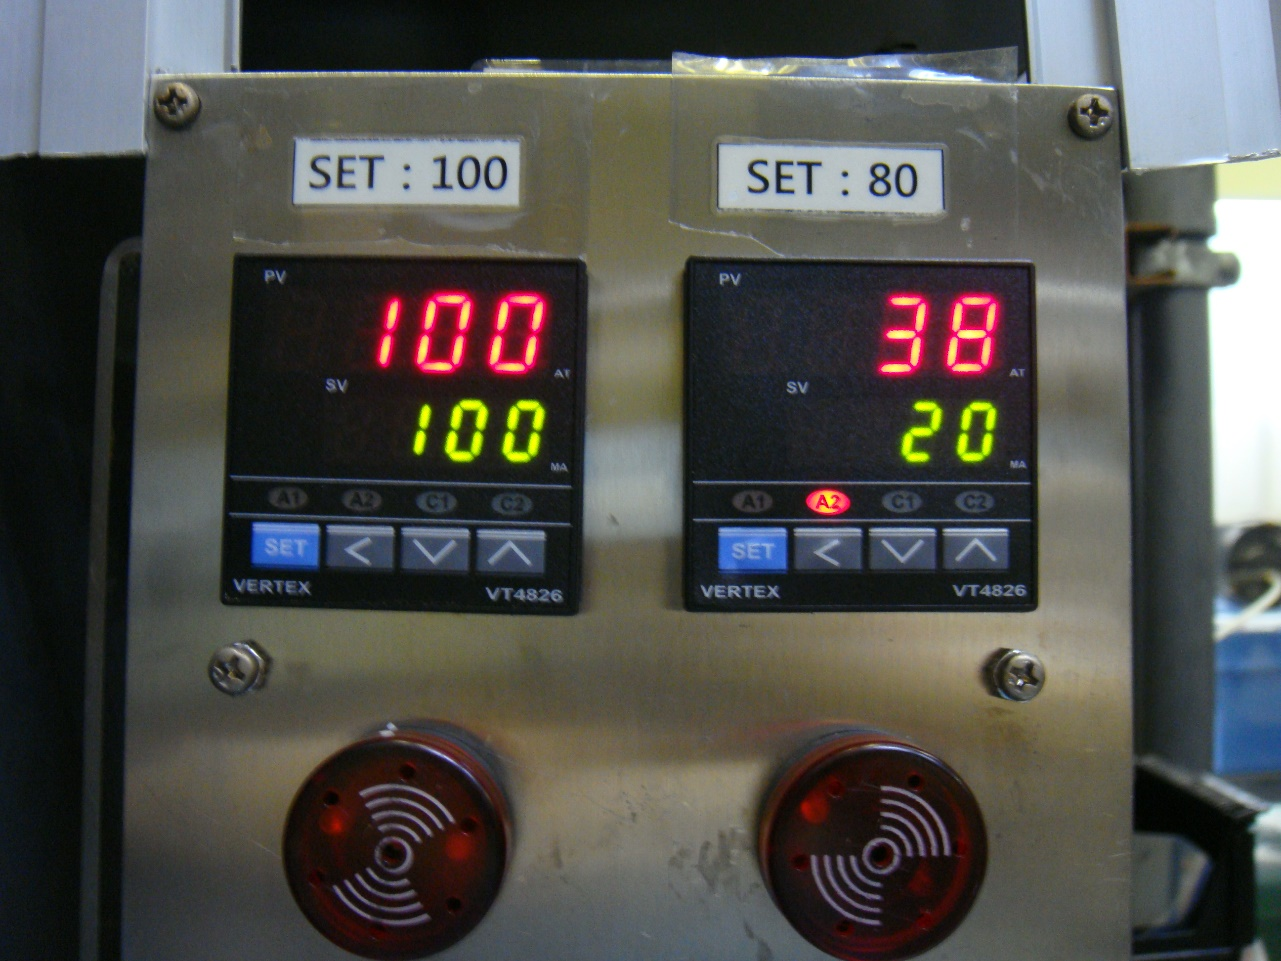 SET : 100
SET : 80
PV
100
AT
SV
100
MA
A1 A2 C1 C2
SET
VERTEX VT4826
PV
38
AT
SV
20
MA
A1 A2 C1 C2
SET
VERTEX VT4826